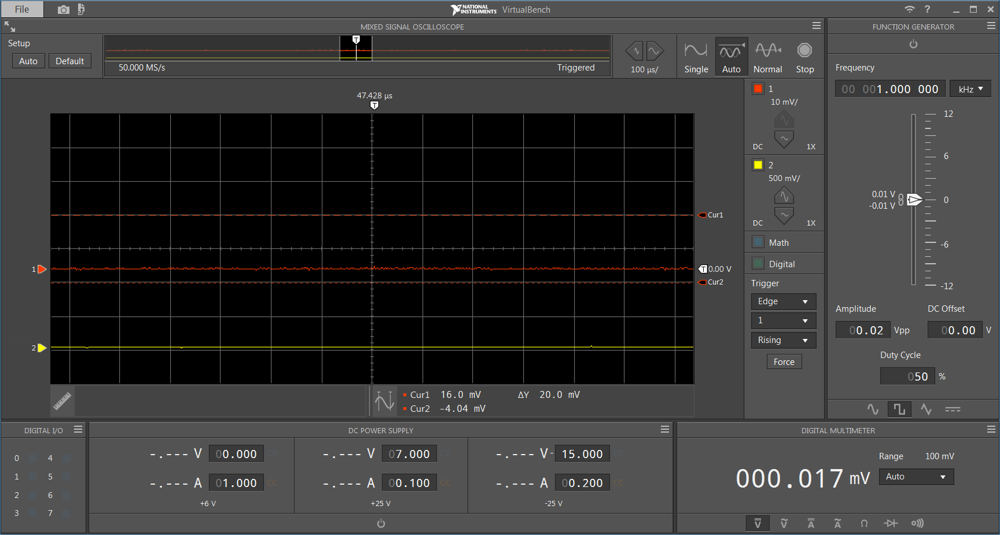 File
NATIONAL INSTRUMENTS VirtualBench
?
MIXED SIGNAL OSCILLOSCOPE
FUNCTION GENERATOR
Setup
Auto Default
T
50.000 MS/s
Triggered
100 µs/
Single Auto Normal Stop
47.428 µs
T
1
10 mV/
DC 1X
2
500 mV/
DC 1X
Math
Digital
Trigger
Edge
1
Rising
Force
Cur1
1
T 0.00 V
Cur2
2
Cur1 16.0 mV ΔY 20.0 mV
Cur2 -4.04 mV
Frequency
00 001.000 000 kHz
12
6
0.01 V
-0.01 V
0
-6
-12
Amplitude DC Offset
00.02 Vpp 00.00 V
Duty Cycle
050 %
DIGITAL I/O
0 4
1 5
2 6
3 7
DC POWER SUPPLY
-.--- V 00.000 CV
-.--- A 01.000 CC
+6 V
-.--- V 07.000 CV
-.--- A 00.100 CC
+25 V
-.--- V -15.000 CV
-.--- A 00.200 CC
-25 V
DIGITAL MULTIMETER
Range 100 mV
000.017 mV Auto
V V A A Ω